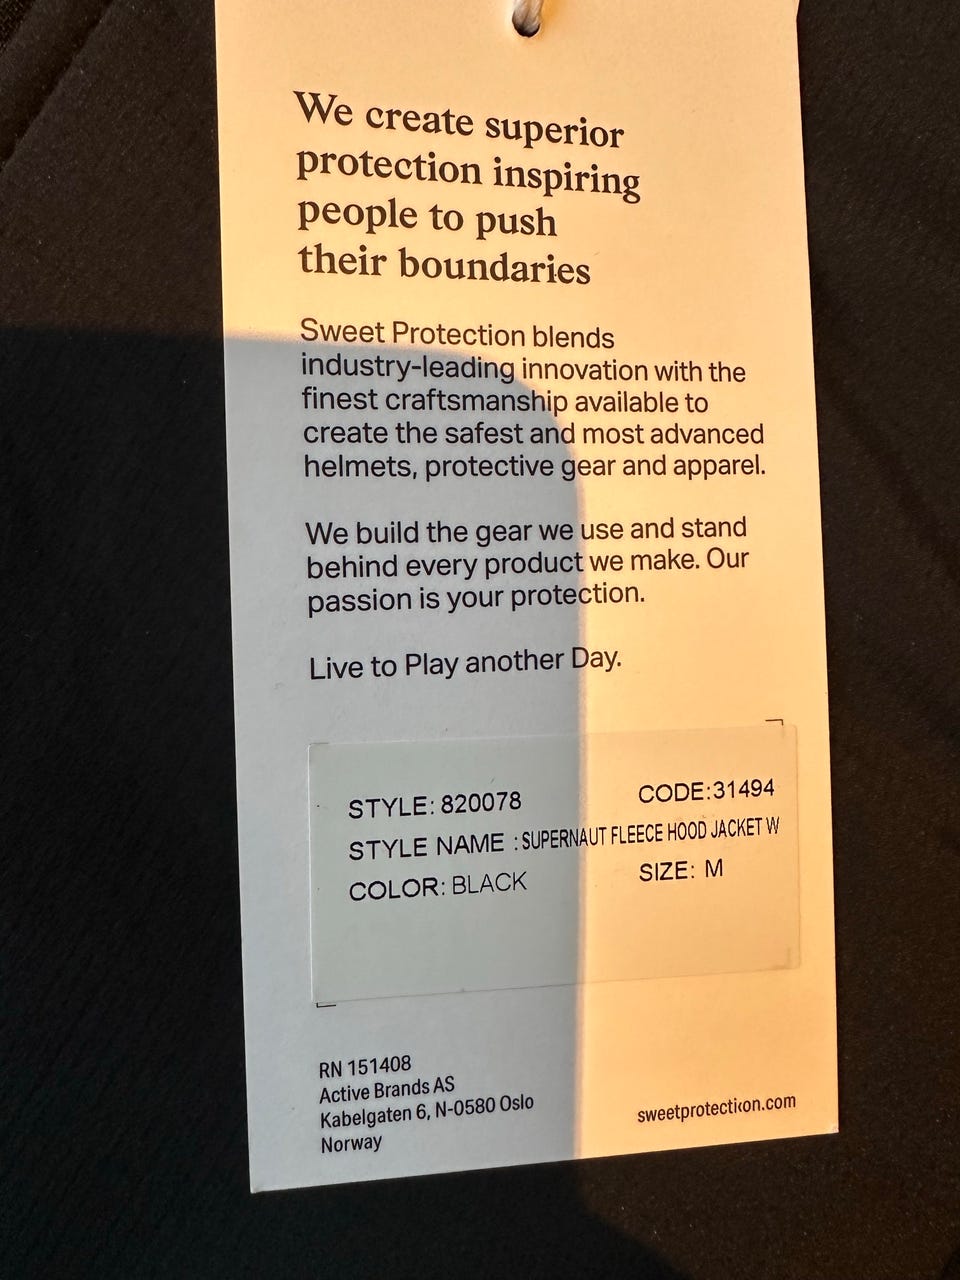 We create superior
protection inspiring
people to push
their boundaries
Sweet Protection blends
industry-leading innovation with the
finest craftsmanship available to
create the safest and most advanced
helmets, protective gear and apparel.
We build the gear we use and stand
behind every product we make. Our
passion is your protection.
Live to Play another Day.
STYLE: 820078 CODE:31494
STYLE NAME : SUPERNAUT FLEECE HOOD JACKET W
COLOR: BLACK SIZE: M
RN 151408
Active Brands AS
Kabelgaten 6, N-0580 Oslo
Norway
sweetprotection.com